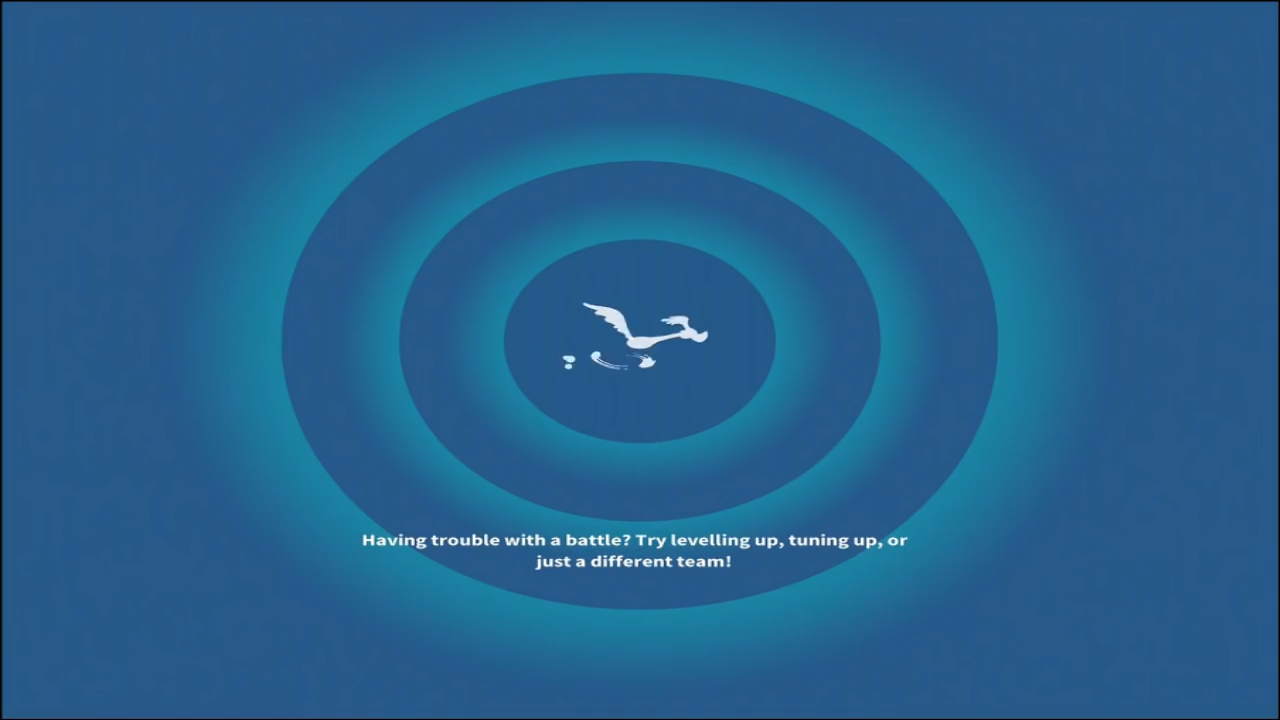 Having trouble with a battle? Try levelling up, tuning up, or
just a different team!